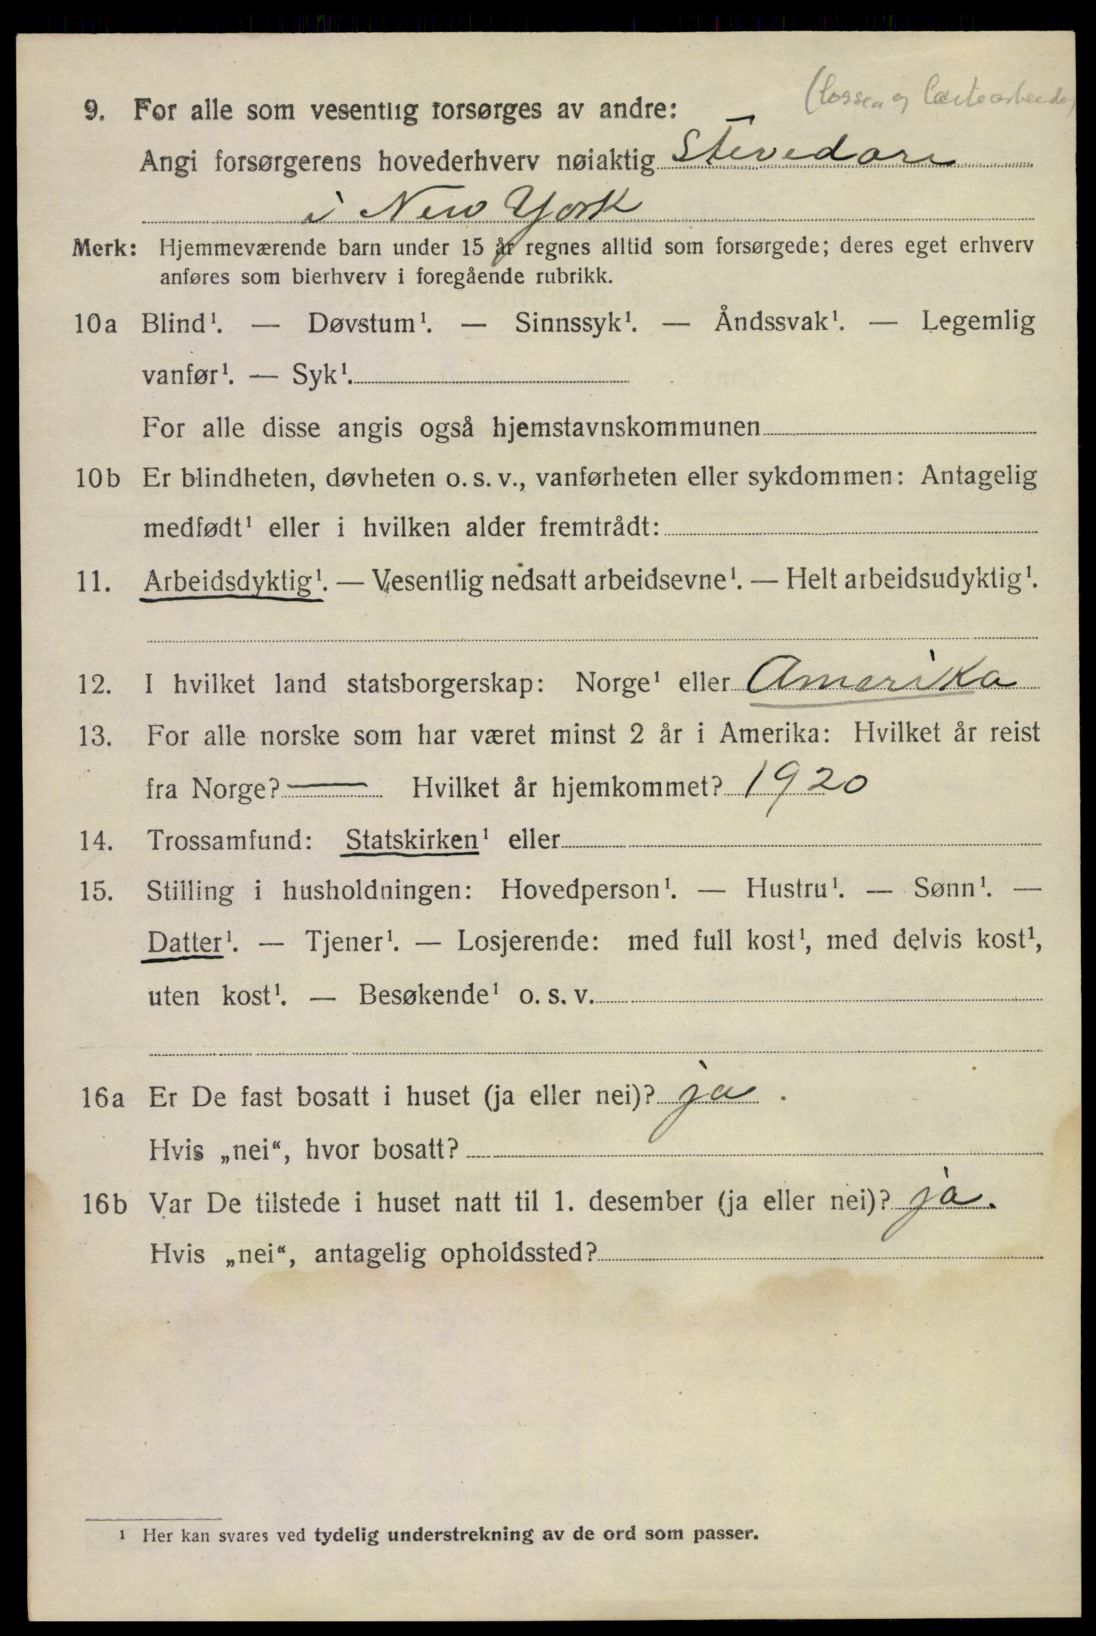 (Losse og Lastearbeider)
9. For alle som vesentlig forsørges av andre:
Angi forsørgerens hovederhverv nøiaktig Stevedore
i New York
Merk: Hjemmeværende barn under 15 år regnes alltid som forsørgede; deres eget erhverv
anføres som bierhverv i foregående rubrikk.
10a Blind¹. — Døvstum¹. — Sinnssyk¹. — Åndssvak¹. — Legemlig
vanfør¹. — Syk¹.
For alle disse angis også hjemstavnskommunen
10b Er blindheten, døvheten o. s. v., vanførheten eller sykdommen: Antagelig
medfødt¹ eller i hvilken alder fremtrådt:
11. Arbeidsdyktig¹. — Vesentlig nedsatt arbeidsevne¹. — Helt arbeidsudyktig¹.
12. I hvilket land statsborgerskap: Norge¹ eller Amerika
13. For alle norske som har været minst 2 år i Amerika: Hvilket år reist
fra Norge? — Hvilket år hjemkommet? 1920
14. Trossamfund: Statskirken¹ eller
15. Stilling i husholdningen: Hovedperson¹. — Hustru¹. — Sønn¹. —
Datter¹. — Tjener¹. — Losjerende: med full kost¹, med delvis kost¹,
uten kost¹. — Besøkende¹ o. s. v.
16a Er De fast bosatt i huset (ja eller nei)? ja.
Hvis „nei“, hvor bosatt?
16b Var De tilstede i huset natt til 1. desember (ja eller nei)? ja.
Hvis „nei“, antagelig opholdssted?
¹ Her kan svares ved tydelig understrekning av de ord som passer.